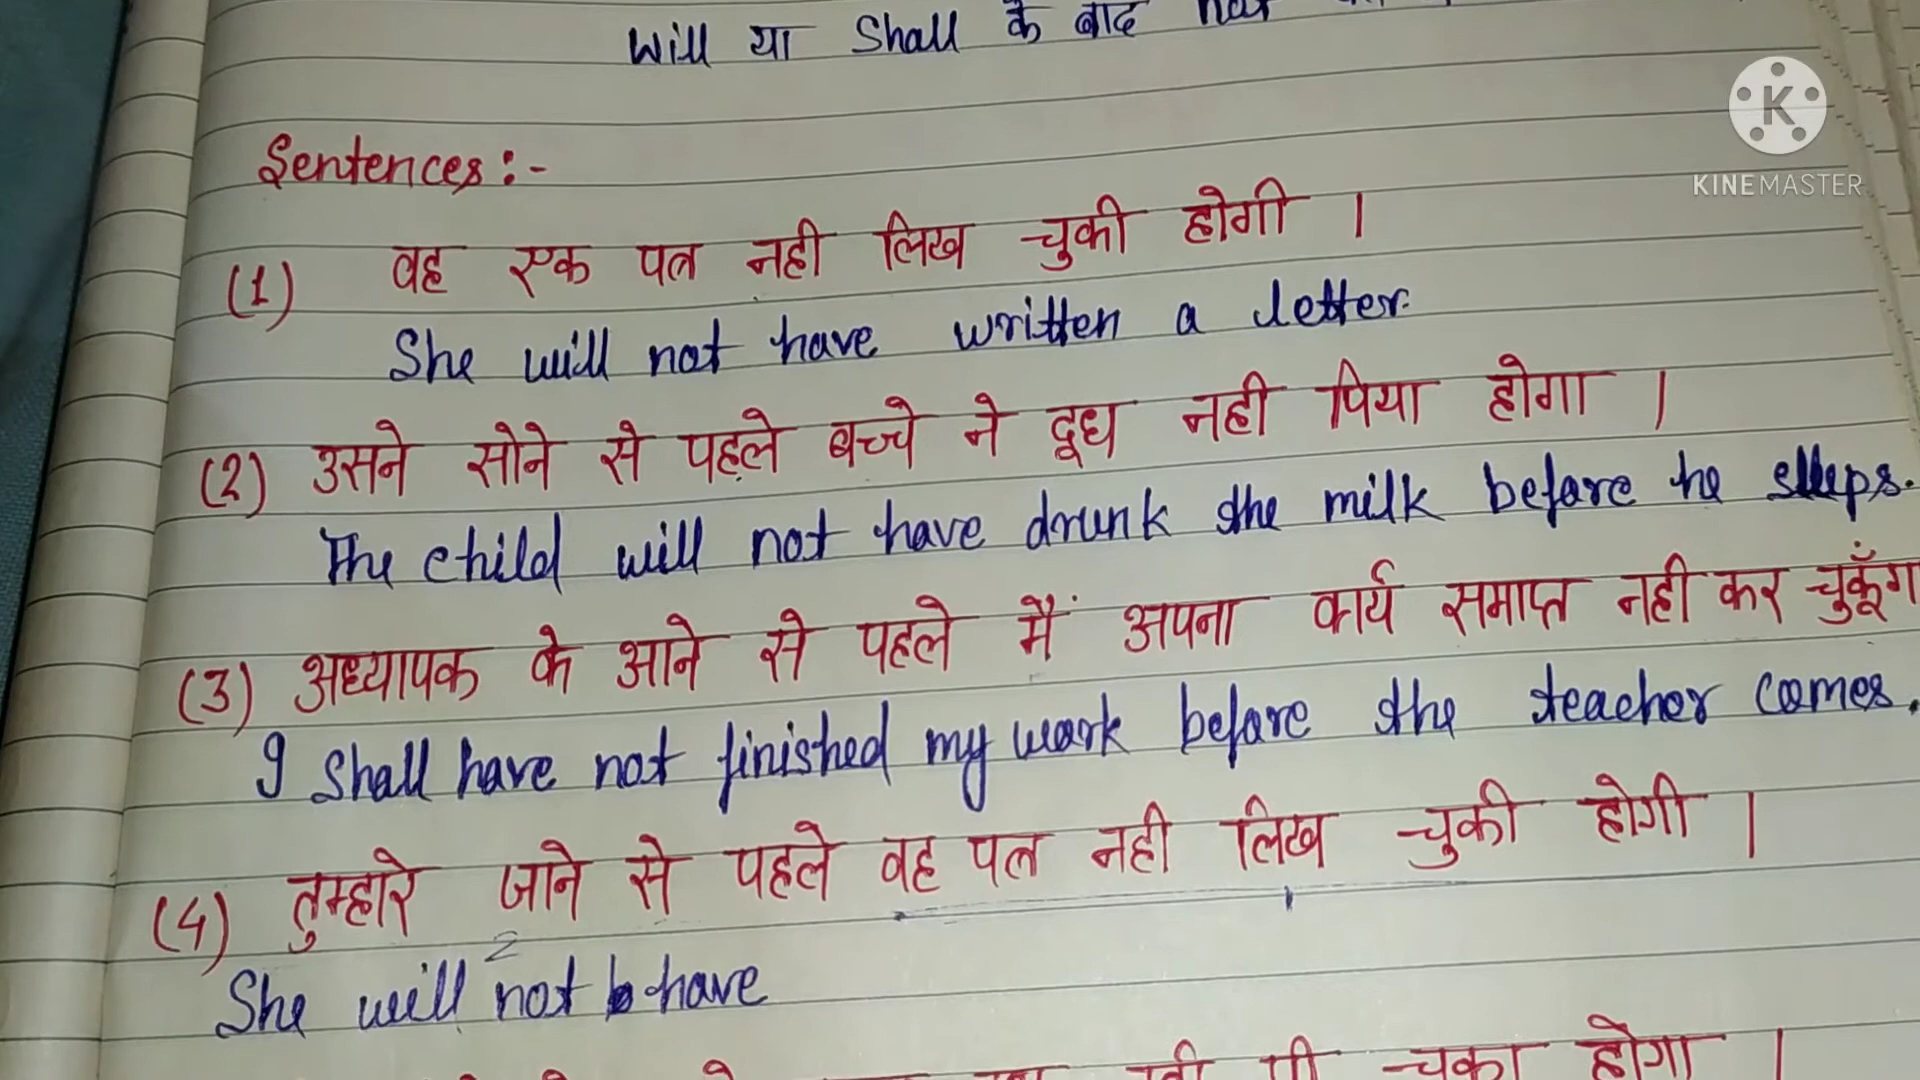 Will या Shall के बाद not
Sentences:-
(1) वह एक पत्र नही लिख चुकी होगी ।
She will not have written a letter.
(2) उसने सोने से पहले बच्चे ने दूध नही पिया होगा ।
The child will not have drunk the milk before he sleeps.
(3) अध्यापक के आने से पहले मैं अपना कार्य समाप्त नही कर चुकूँगा
I shall have not finished my work before the teacher comes.
(4) तुम्हारे जाने से पहले वह पत्र नही लिख चुकी होगी ।
She will not have
चुका होगा ।
KINEMASTER